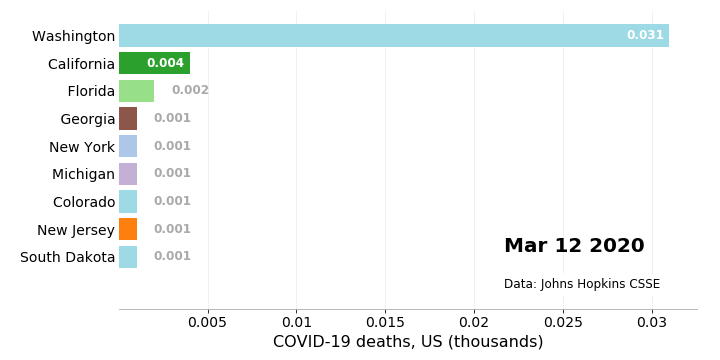 Washington 0.031
California 0.004
Florida 0.002
Georgia 0.001
New York 0.001
Michigan 0.001
Colorado 0.001
New Jersey 0.001
South Dakota 0.001
Mar 12 2020
Data: Johns Hopkins CSSE
0.005 0.01 0.015 0.02 0.025 0.03
COVID-19 deaths, US (thousands)